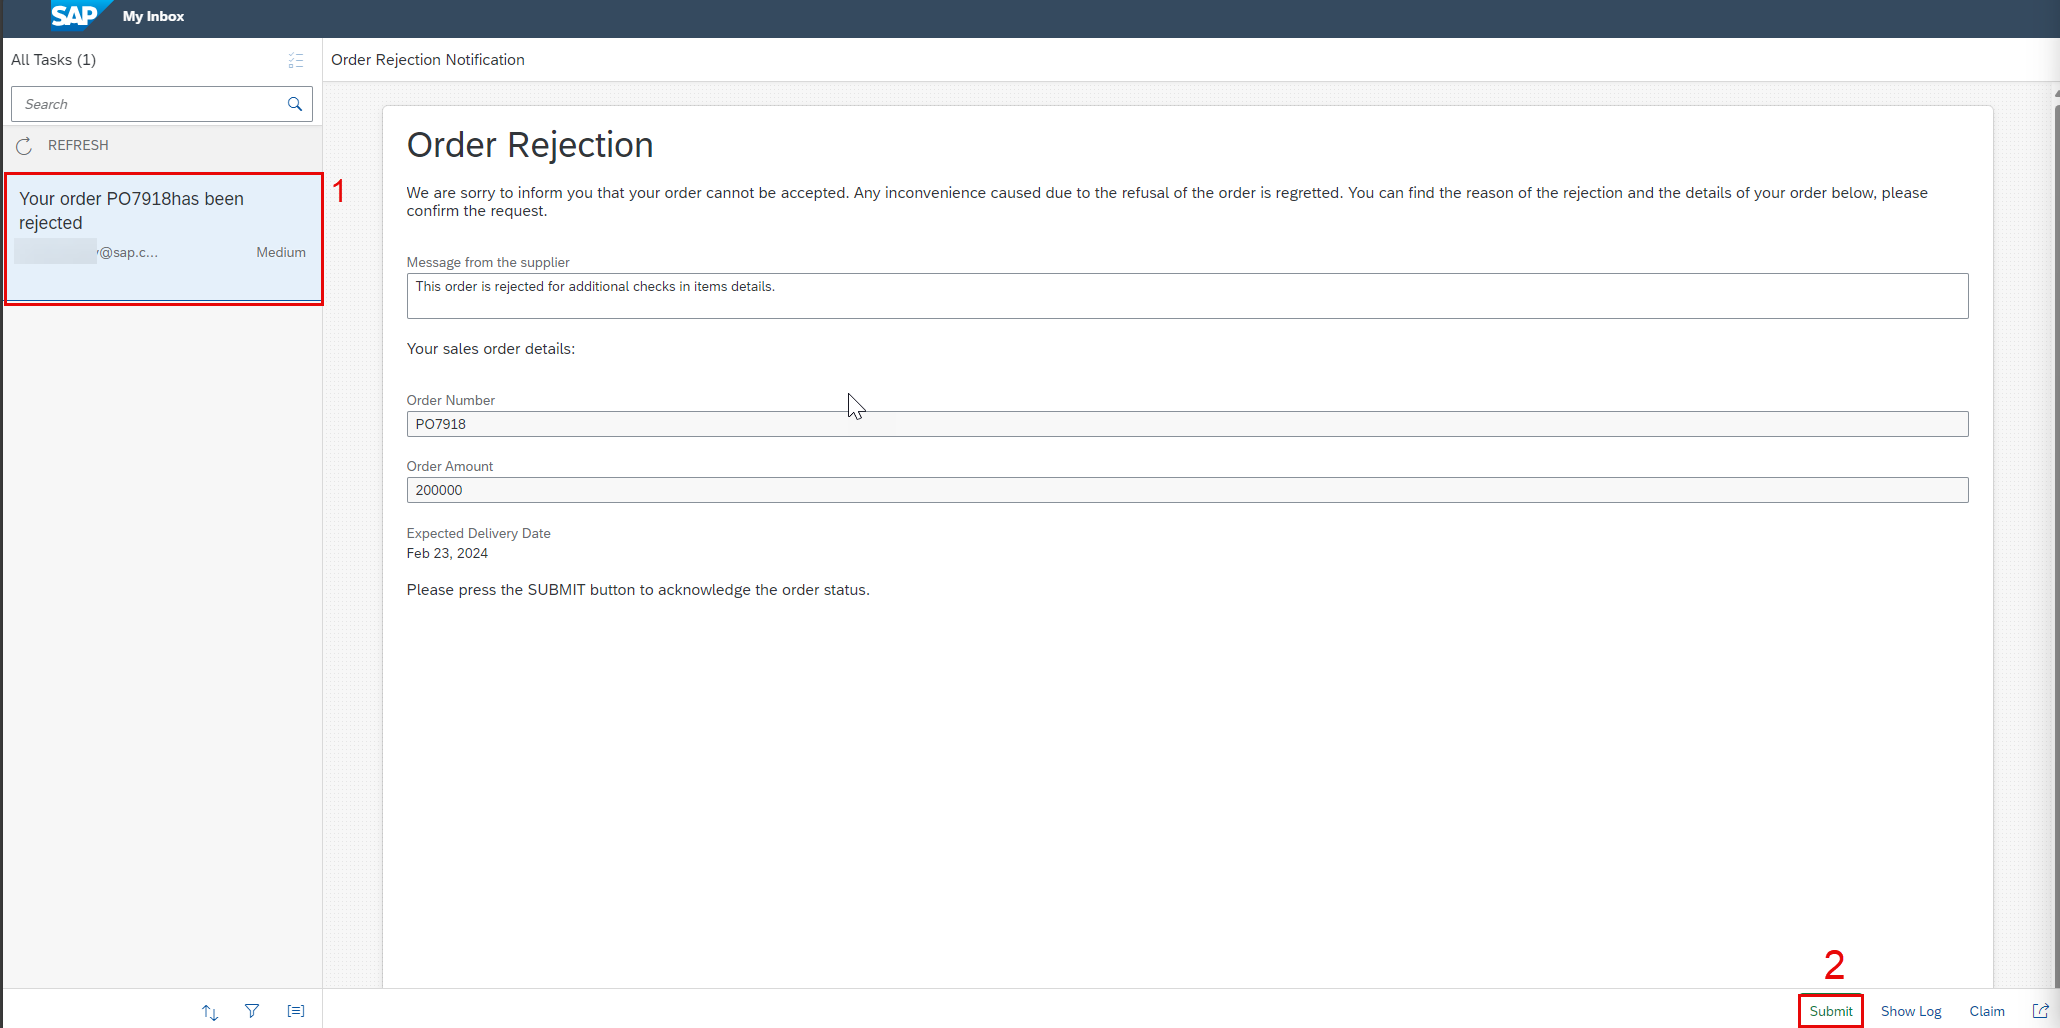 SAP My Inbox
All Tasks (1)
Search
REFRESH
Your order PO7918has been
rejected
@sap.c...
Medium
1
Order Rejection Notification
Order Rejection
We are sorry to inform you that your order cannot be accepted. Any inconvenience caused due to the refusal of the order is regretted. You can find the reason of the rejection and the details of your order below, please
confirm the request.
Message from the supplier
This order is rejected for additional checks in items details.
Your sales order details:
Order Number
PO7918
Order Amount
200000
Expected Delivery Date
Feb 23, 2024
Please press the SUBMIT button to acknowledge the order status.
2
Submit Show Log Claim